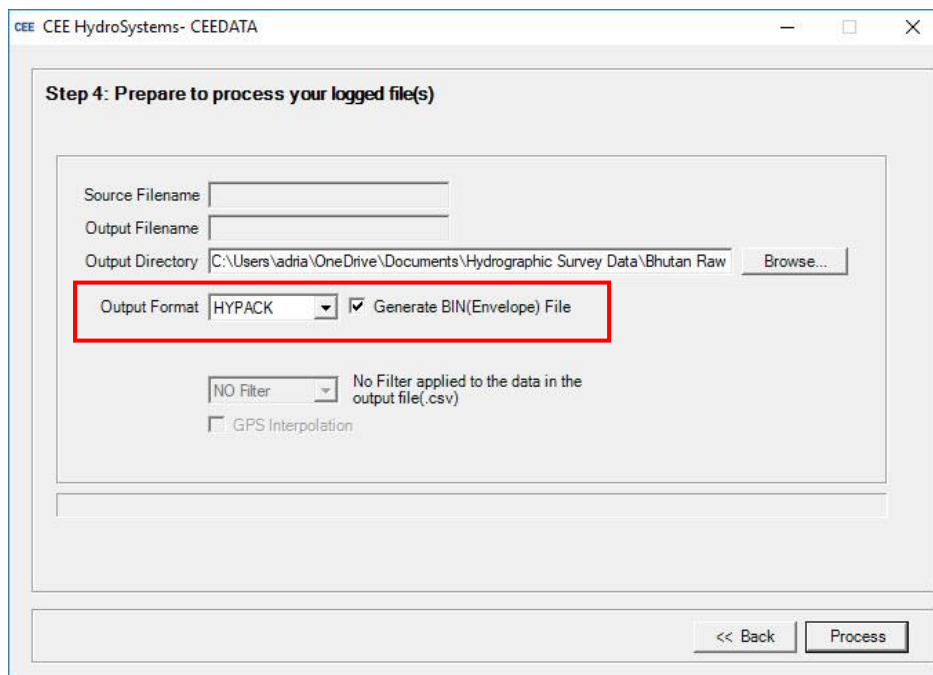 CEE CEE HydroSystems- CEEDATA
Step 4: Prepare to process your logged file(s)
Source Filename
Output Filename
Output Directory C:\Users\adria\OneDrive\Documents\Hydrographic Survey Data\Bhutan Raw Browse...
Output Format HYPACK Generate BIN(Envelope) File
NO Filter No Filter applied to the data in the
output file(.csv)
GPS Interpolation
<< Back Process